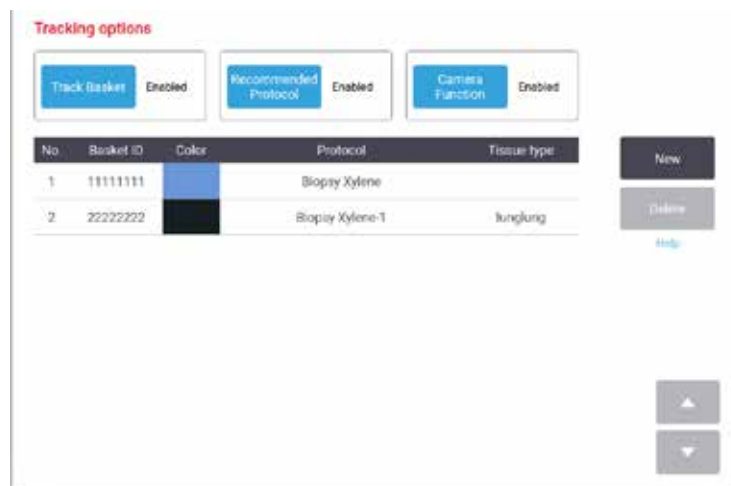 Tracking options
Track Basket Enabled
Recommended Protocol Enabled
Camera Function Enabled
No. Basket ID Color Protocol Tissue type
1 11111111 Biopsy Xylene
2 22222222 Biopsy Xylene-1 lunglung
New
Delete
Help